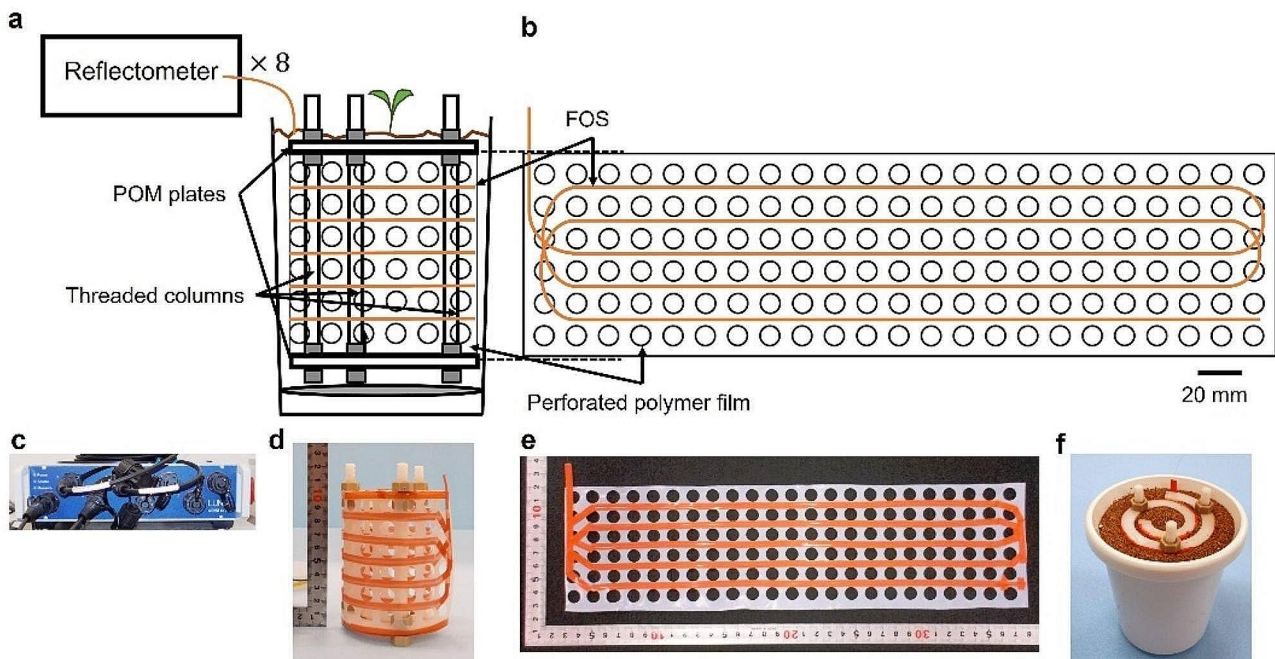 a
b
Reflectometer
× 8
FOS
POM plates
Threaded columns
Perforated polymer film
20 mm
c
d
e
f